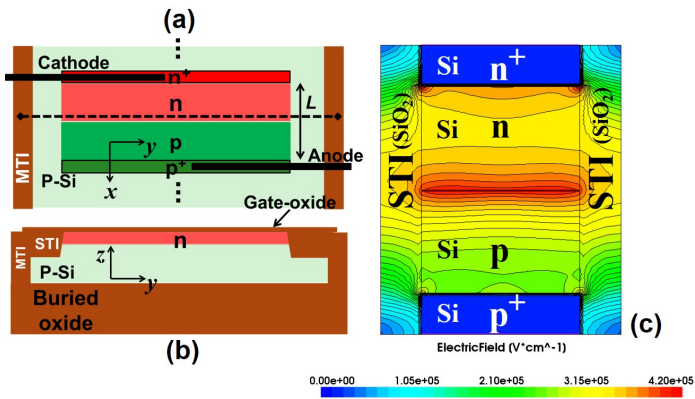 (a)
Cathode
n+
n
L
p
y
x
p+
Anode
MTI
P-Si
Gate-oxide
n
MTI
STI
z
P-Si
y
Buried
oxide
(b)
Si n+
Si n
STI (SiO2)
STI (SiO2)
Si p
Si p+
(c)
ElectricField (V*cm^-1)
0.00e+00 1.05e+05 2.10e+05 3.15e+05 4.20e+05